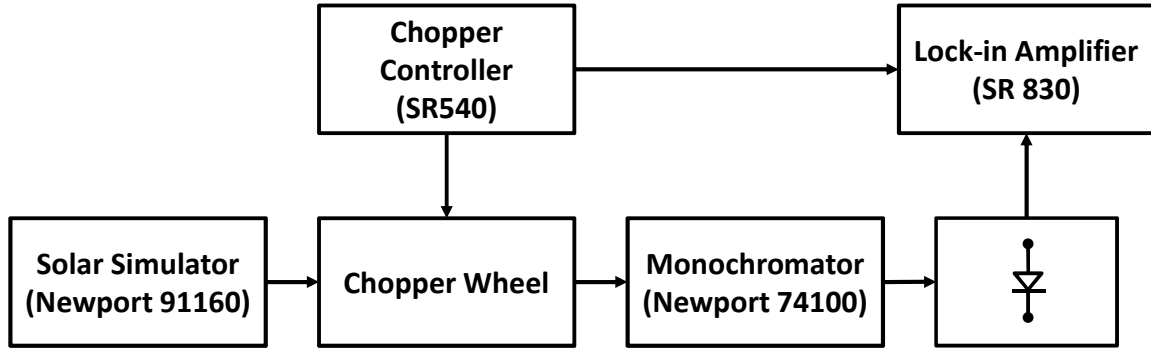 Chopper
Controller
(SR540)
Lock-in Amplifier
(SR 830)
Solar Simulator
(Newport 91160)
Chopper Wheel
Monochromator
(Newport 74100)